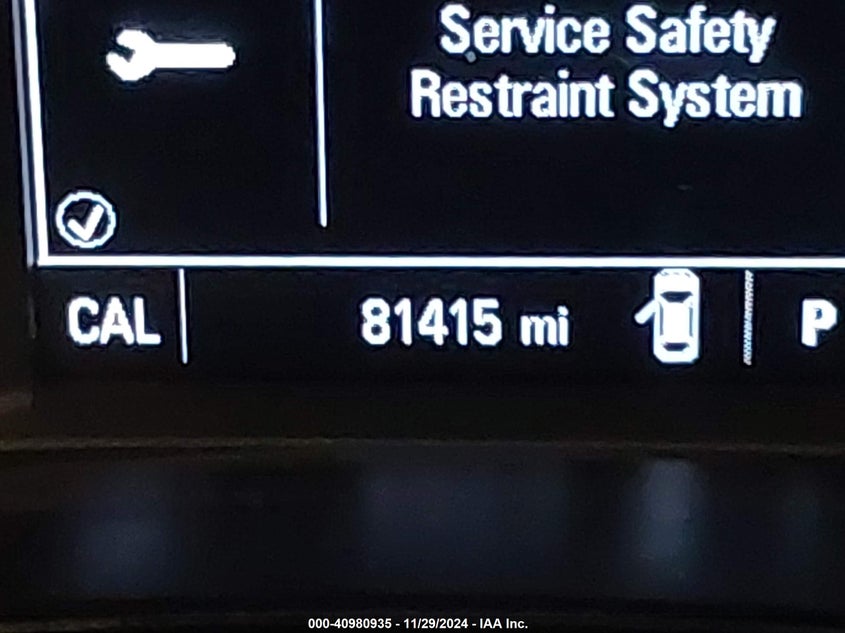 Service Safety
Restraint System
CAL
81415 mi
P
000-40980935 - 11/29/2024 - IAA Inc.